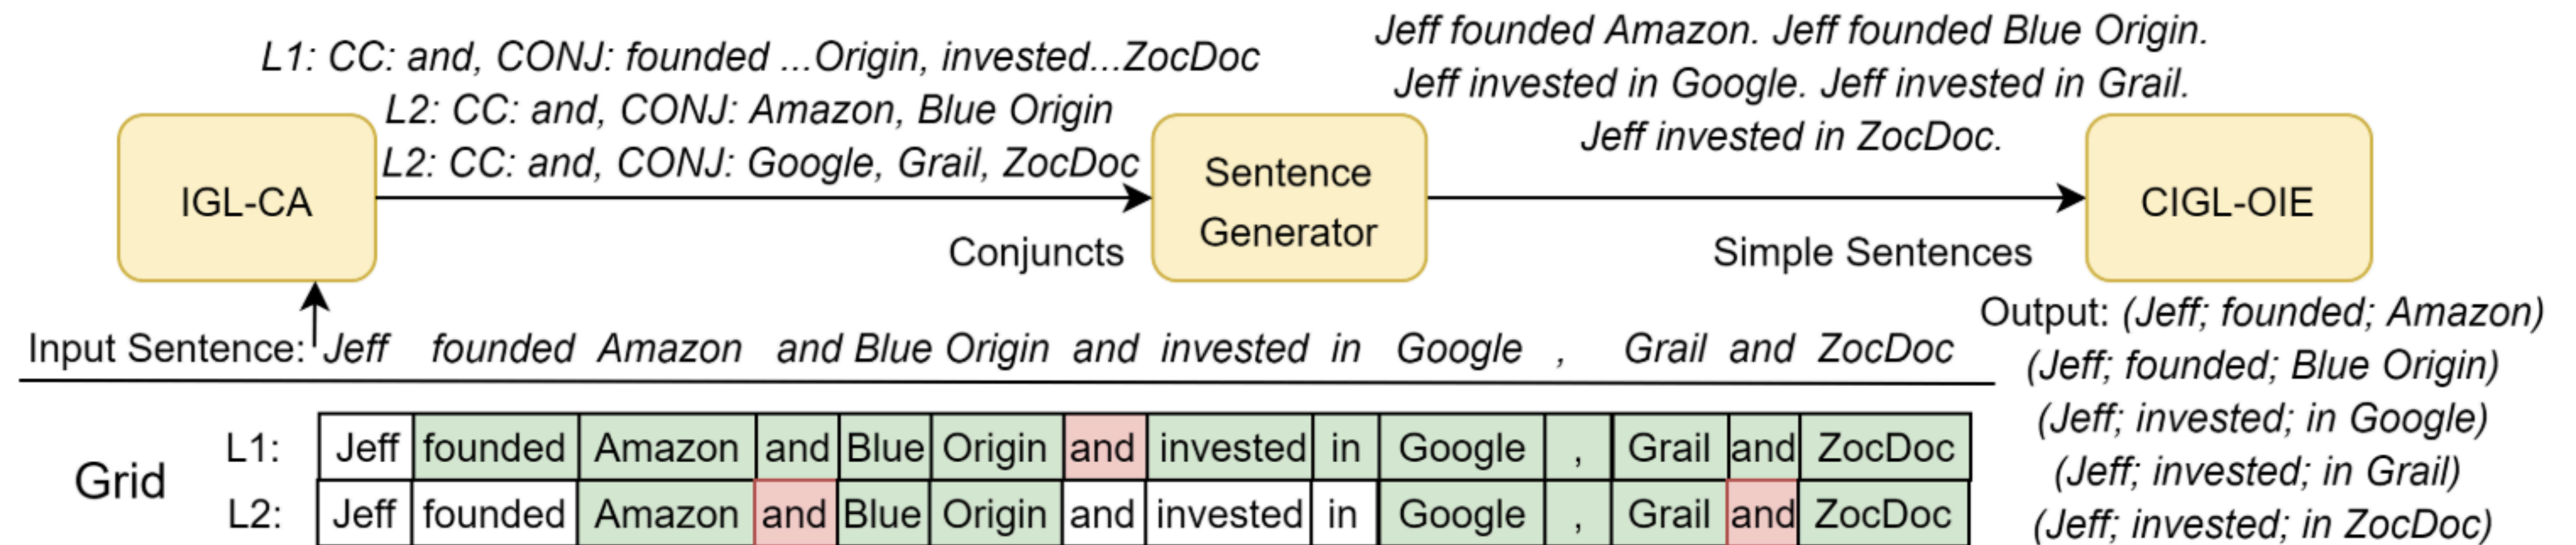 L1: CC: and, CONJ: founded ...Origin, invested...ZocDoc
L2: CC: and, CONJ: Amazon, Blue Origin
L2: CC: and, CONJ: Google, Grail, ZocDoc
Jeff founded Amazon. Jeff founded Blue Origin.
Jeff invested in Google. Jeff invested in Grail.
Jeff invested in ZocDoc.
IGL-CA
Conjuncts
Sentence
Generator
Simple Sentences
CIGL-OIE
Input Sentence: Jeff founded Amazon and Blue Origin and invested in Google , Grail and ZocDoc
Output: (Jeff; founded; Amazon)
(Jeff; founded; Blue Origin)
(Jeff; invested; in Google)
(Jeff; invested; in Grail)
(Jeff; invested; in ZocDoc)
Grid
L1: Jeff founded Amazon and Blue Origin and invested in Google , Grail and ZocDoc
L2: Jeff founded Amazon and Blue Origin and invested in Google , Grail and ZocDoc